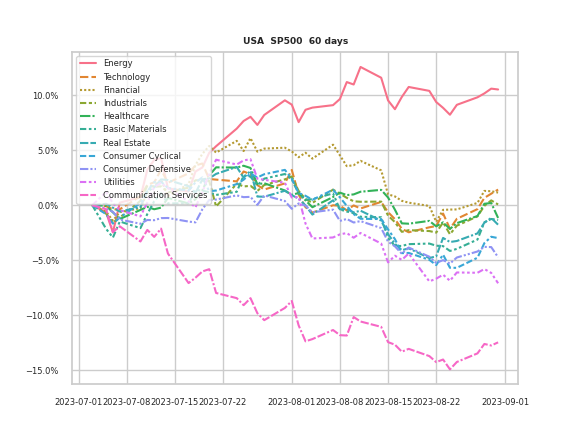 USA SP500 60 days
Energy
Technology
Financial
Industrials
Healthcare
Basic Materials
Real Estate
Consumer Cyclical
Consumer Defensive
Utilities
Communication Services
10.0%
5.0%
0.0%
−5.0%
−10.0%
−15.0%
2023-07-01 2023-07-08 2023-07-15 2023-07-22 2023-08-01 2023-08-08 2023-08-15 2023-08-22 2023-09-01